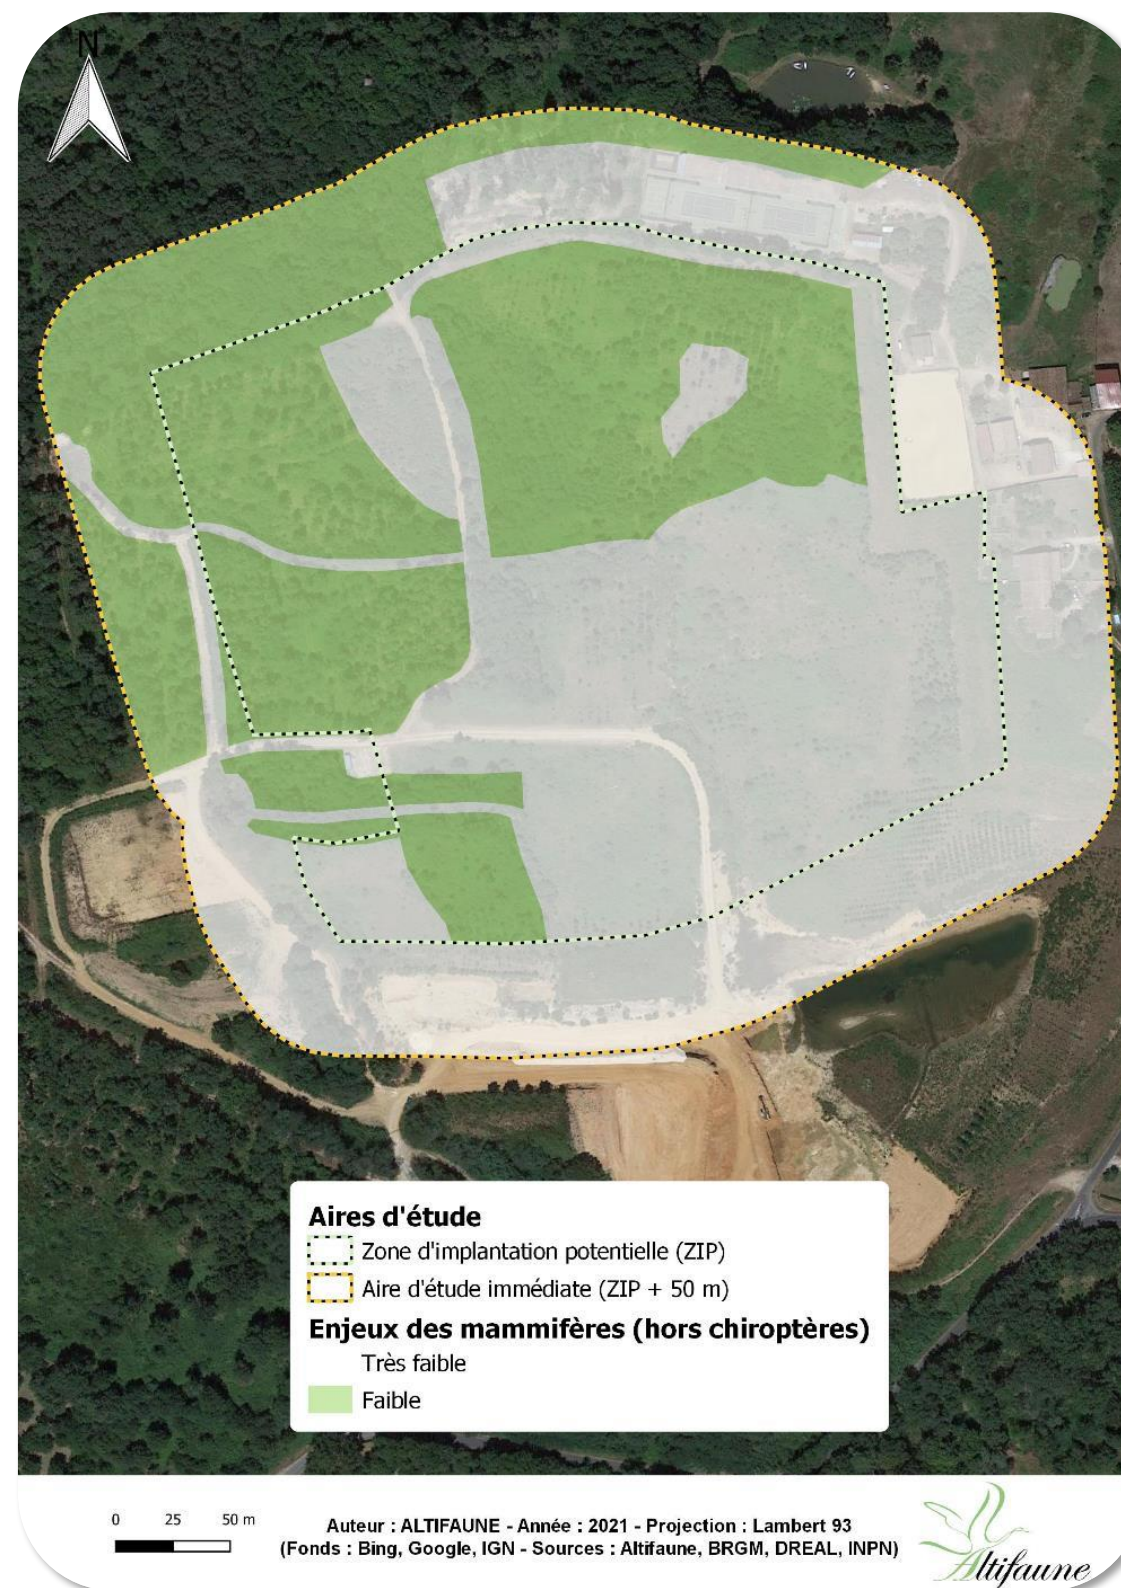 N
Aires d'étude
Zone d'implantation potentielle (ZIP)
Aire d'étude immédiate (ZIP + 50 m)
Enjeux des mammifères (hors chiroptères)
Très faible
Faible
0 25 50 m
Auteur : ALTIFAUNE - Année : 2021 - Projection : Lambert 93
(Fonds : Bing, Google, IGN - Sources : Altifaune, BRGM, DREAL, INPN)
Altifaune